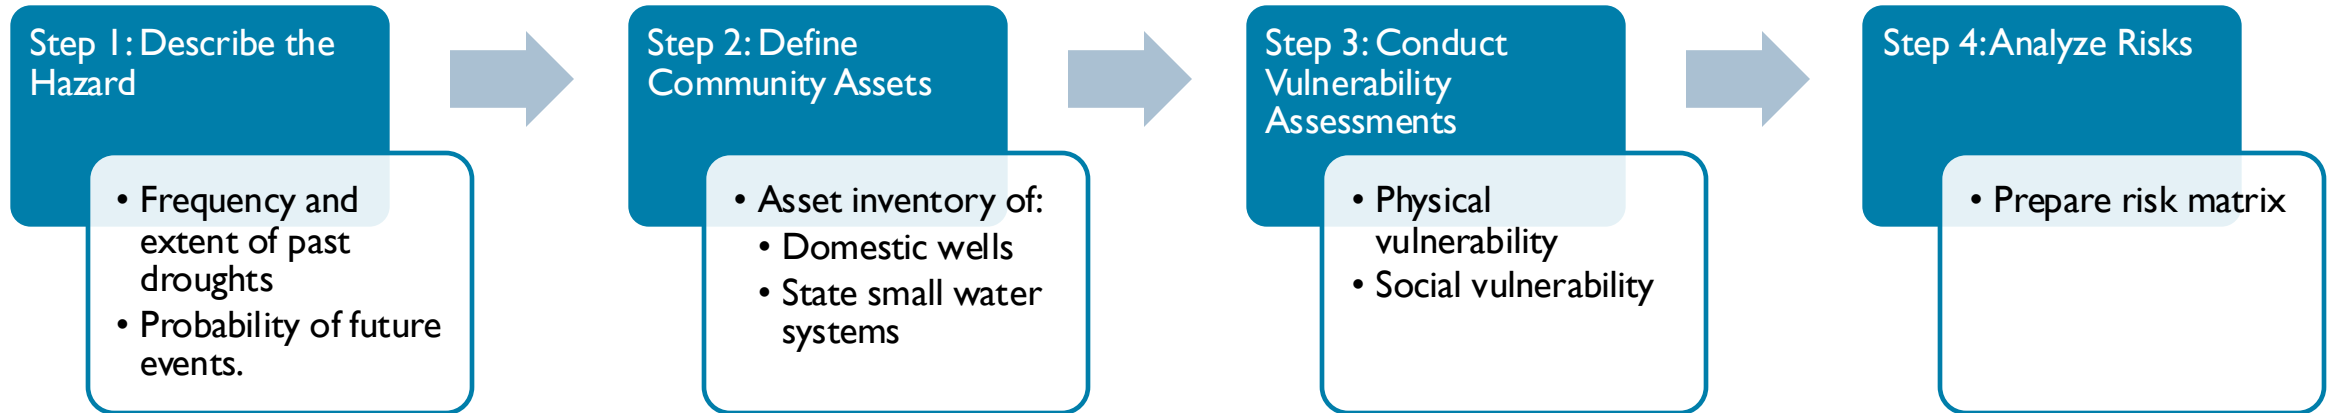 Step 1: Describe the
Hazard
• Frequency and
extent of past
droughts
• Probability of future
events.
Step 2: Define
Community Assets
• Asset inventory of:
• Domestic wells
• State small water
systems
Step 3: Conduct
Vulnerability
Assessments
• Physical
vulnerability
• Social vulnerability
Step 4: Analyze Risks
• Prepare risk matrix